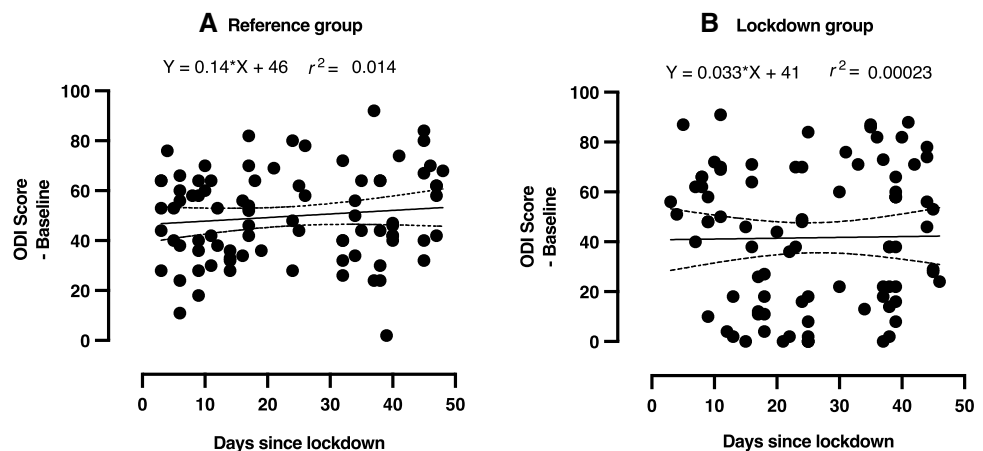 A Reference group
Y = 0.14*X + 46 r² = 0.014
100
80
60
40
20
0
ODI Score
- Baseline
0 10 20 30 40 50
Days since lockdown
B Lockdown group
Y = 0.033*X + 41 r² = 0.00023
100
80
60
40
20
0
ODI Score
- Baseline
0 10 20 30 40 50
Days since lockdown